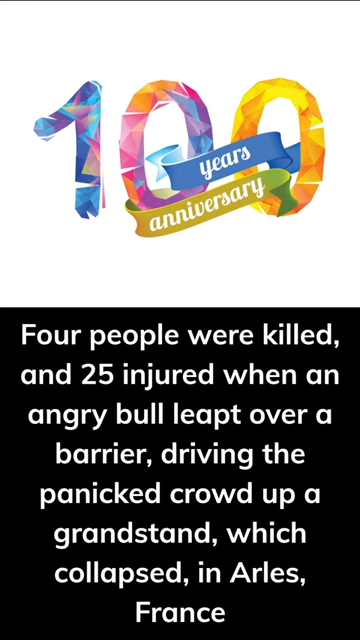 100
years
anniversary
Four people were killed,
and 25 injured when an
angry bull leapt over a
barrier, driving the
panicked crowd up a
grandstand, which
collapsed, in Arles,
France